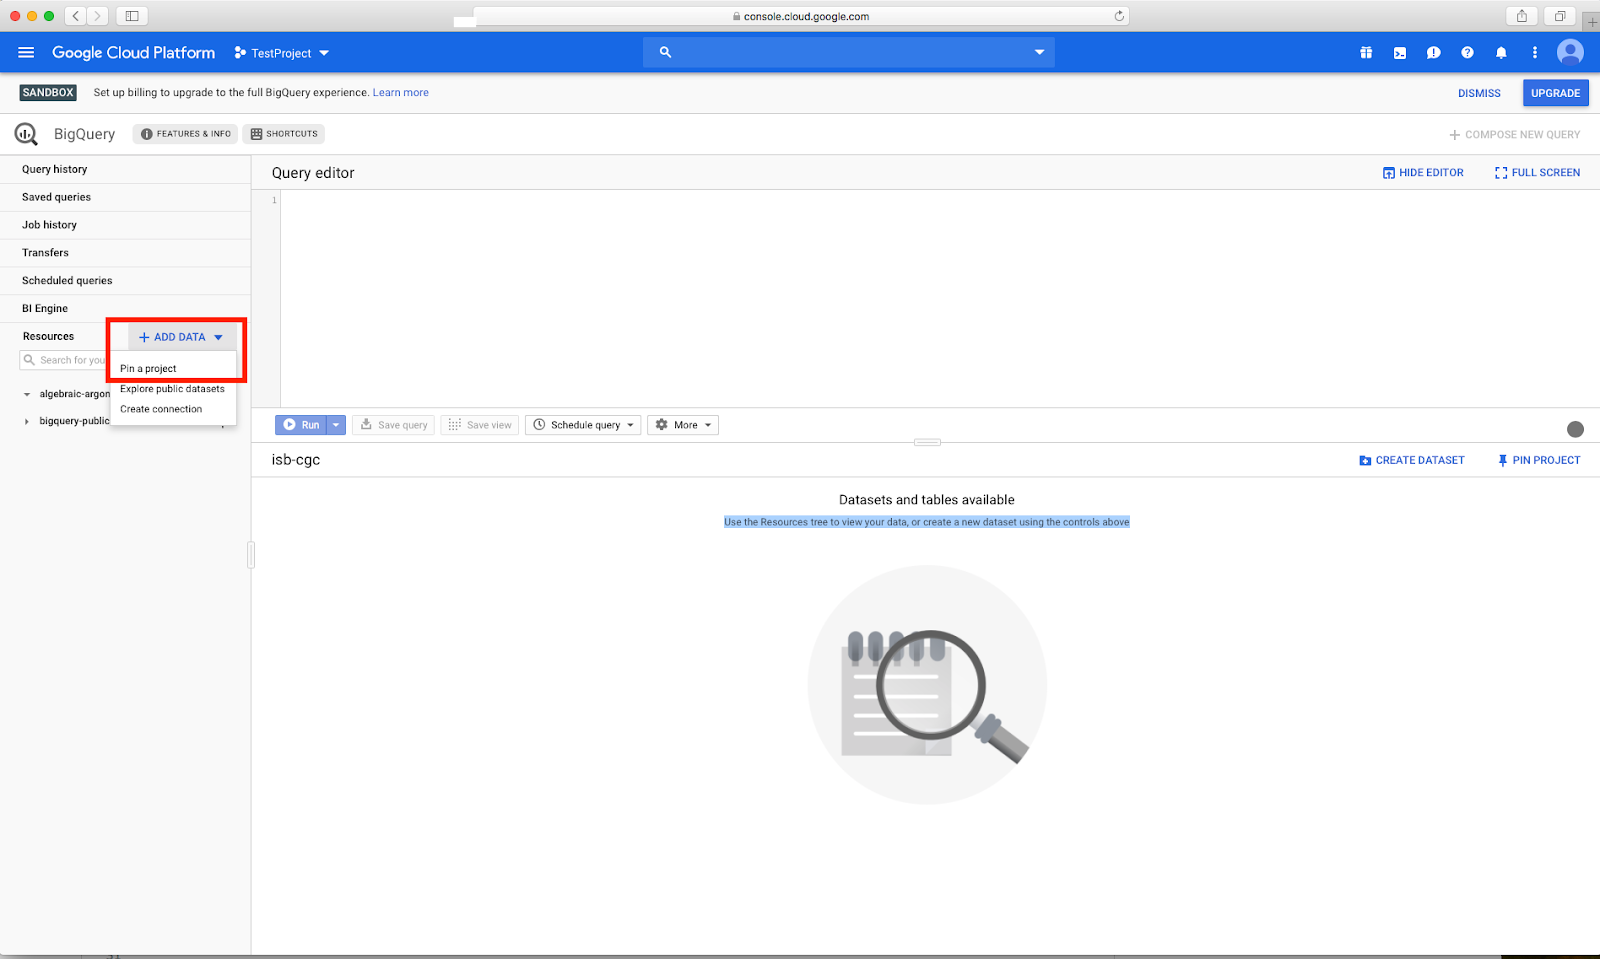 console.cloud.google.com
Google Cloud Platform TestProject
SANDBOX Set up billing to upgrade to the full BigQuery experience. Learn more DISMISS UPGRADE
BigQuery FEATURES & INFO SHORTCUTS COMPOSE NEW QUERY
Query history
Saved queries
Job history
Transfers
Scheduled queries
BI Engine
Resources ADD DATA
Search for you
Pin a project
Explore public datasets
Create connection
algebraic-argon
bigquery-public
Query editor HIDE EDITOR FULL SCREEN
1
Run Save query Save view Schedule query More
isb-cgc CREATE DATASET PIN PROJECT
Datasets and tables available
Use the Resources tree to view your data, or create a new dataset using the controls above